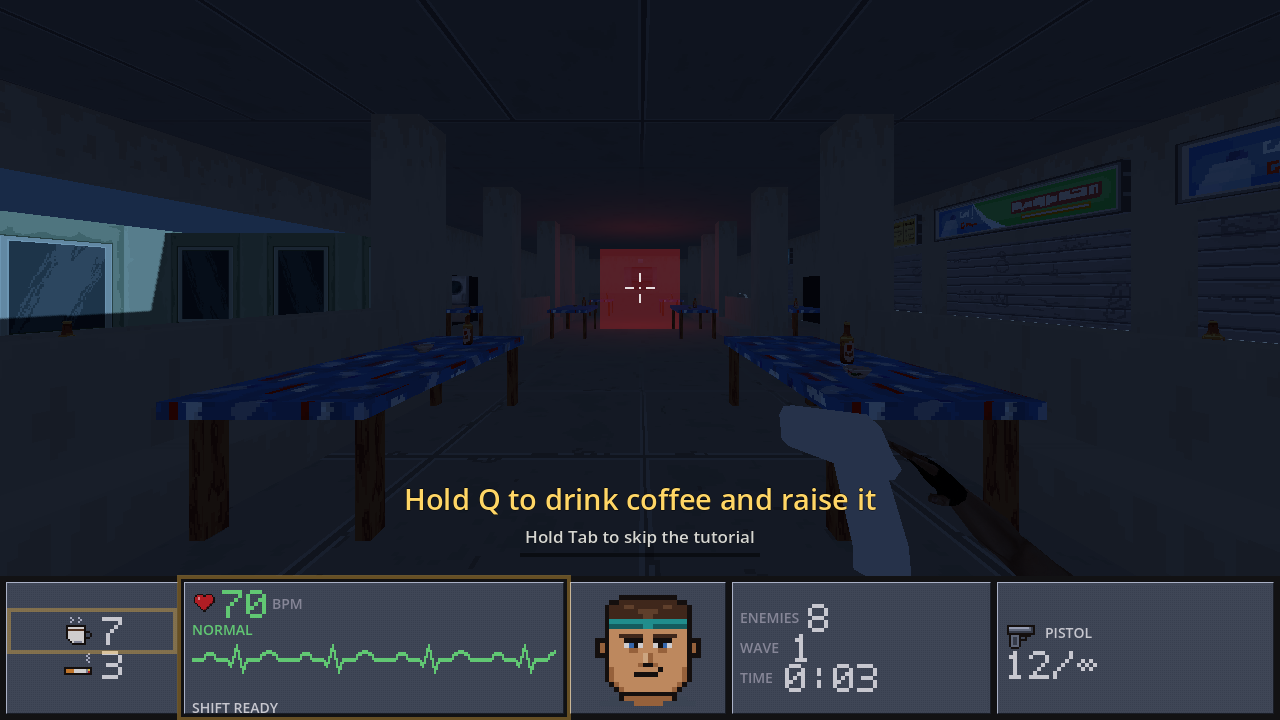 Hold Q to drink coffee and raise it
Hold Tab to skip the tutorial
7
3
70 BPM
NORMAL
SHIFT READY
ENEMIES 8
WAVE 1
TIME 0:03
PISTOL
12/∞